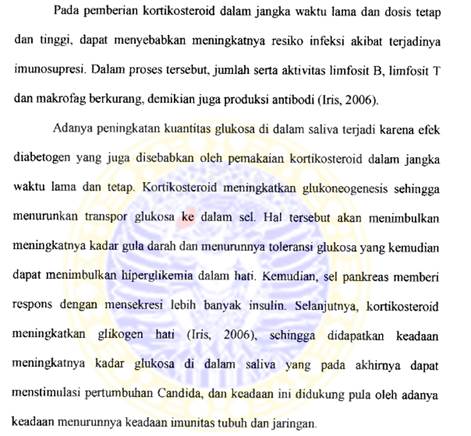 Pada pemberian kortikosteroid dalam jangka waktu lama dan dosis tetap
dan tinggi, dapat menyebabkan meningkatnya resiko infeksi akibat terjadinya
imunosupresi. Dalam proses tersebut, jumlah serta aktivitas limfosit B, limfosit T
dan makrofag berkurang, demikian juga produksi antibodi (Iris, 2006).
Adanya peningkatan kuantitas glukosa di dalam saliva terjadi karena efek
diabetogen yang juga disebabkan oleh pemakaian kortikosteroid dalam jangka
waktu lama dan tetap. Kortikosteroid meningkatkan glukoneogenesis sehingga
menurunkan transpor glukosa ke dalam sel. Hal tersebut akan menimbulkan
meningkatnya kadar gula darah dan menurunnya toleransi glukosa yang kemudian
dapat menimbulkan hiperglikemia dalam hati. Kemudian, sel pankreas memberi
respons dengan mensekresi lebih banyak insulin. Selanjutnya, kortikosteroid
meningkatkan glikogen hati (Iris, 2006), sehingga didapatkan keadaan
meningkatnya kadar glukosa di dalam saliva yang pada akhirnya dapat
menstimulasi pertumbuhan Candida, dan keadaan ini didukung pula oleh adanya
keadaan menurunnya keadaan imunitas tubuh dan jaringan.